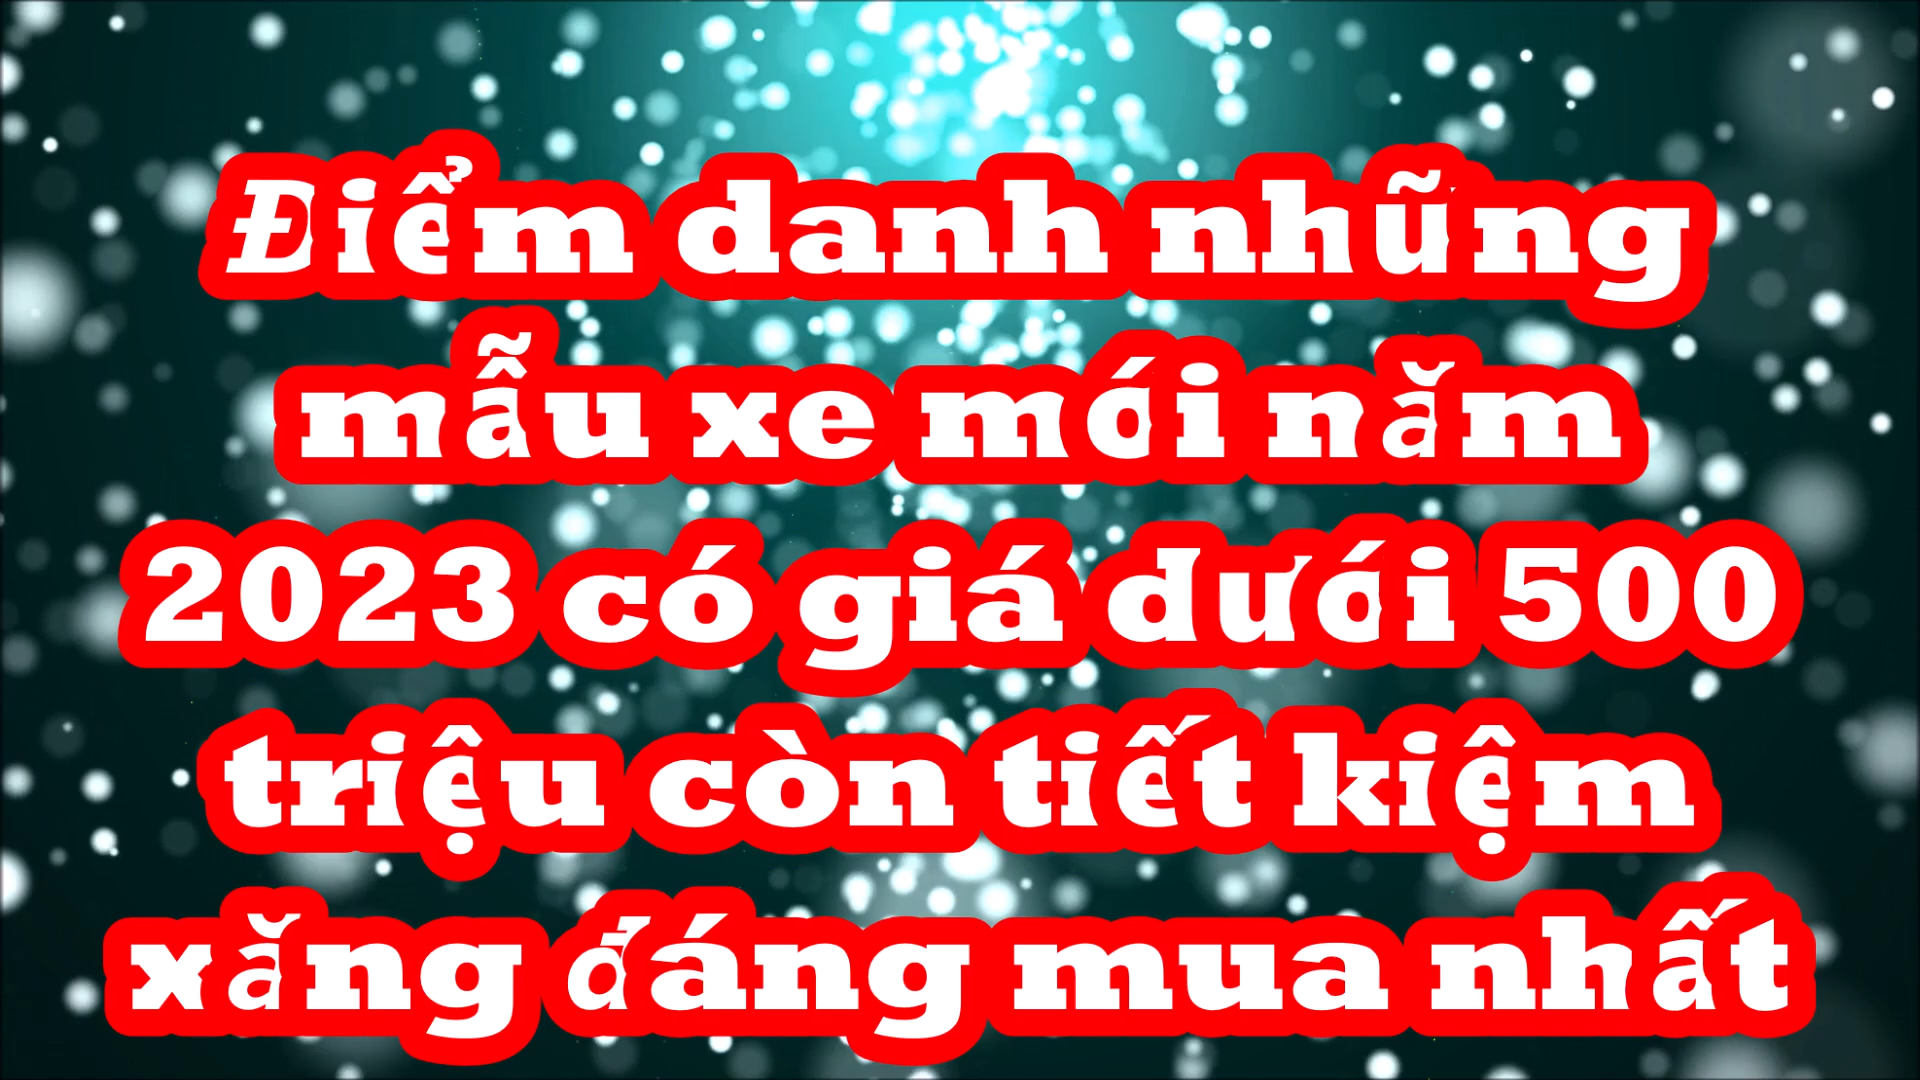 Điểm danh những
mẫu xe mới năm
2023 có giá dưới 500
triệu còn tiết kiệm
xăng đáng mua nhất